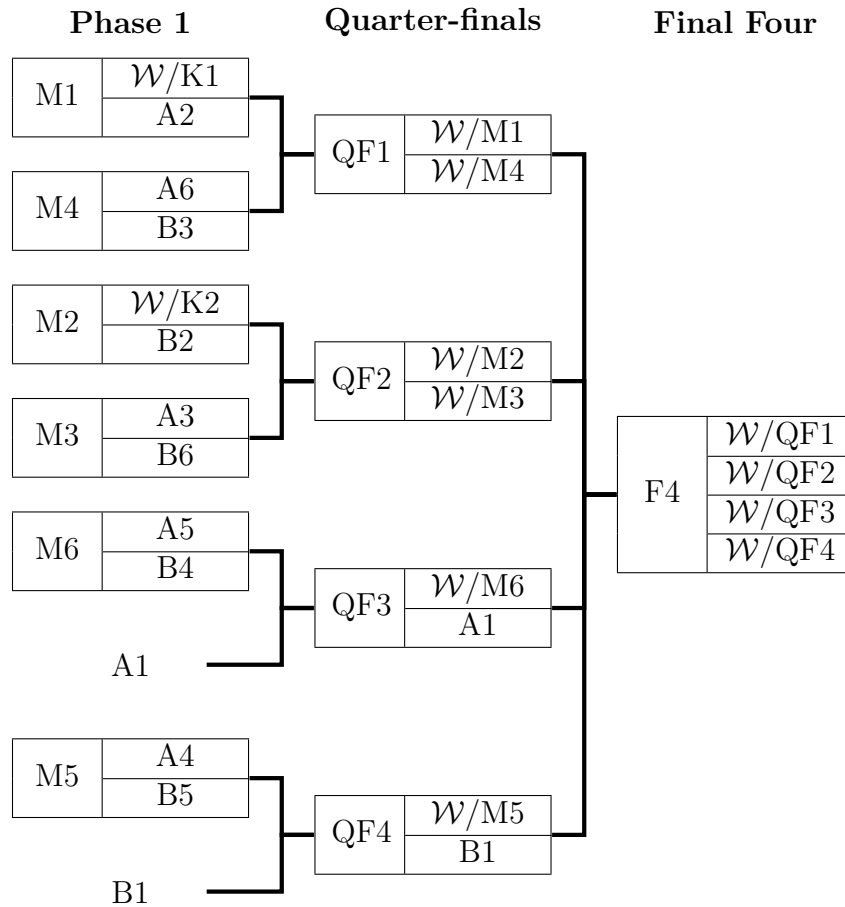 Phase 1 Quarter-finals Final Four
M1
𝒲/K1
A2
M4
A6
B3
QF1
𝒲/M1
𝒲/M4
M2
𝒲/K2
B2
M3
A3
B6
QF2
𝒲/M2
𝒲/M3
M6
A5
B4
A1
QF3
𝒲/M6
A1
M5
A4
B5
B1
QF4
𝒲/M5
B1
F4
𝒲/QF1
𝒲/QF2
𝒲/QF3
𝒲/QF4